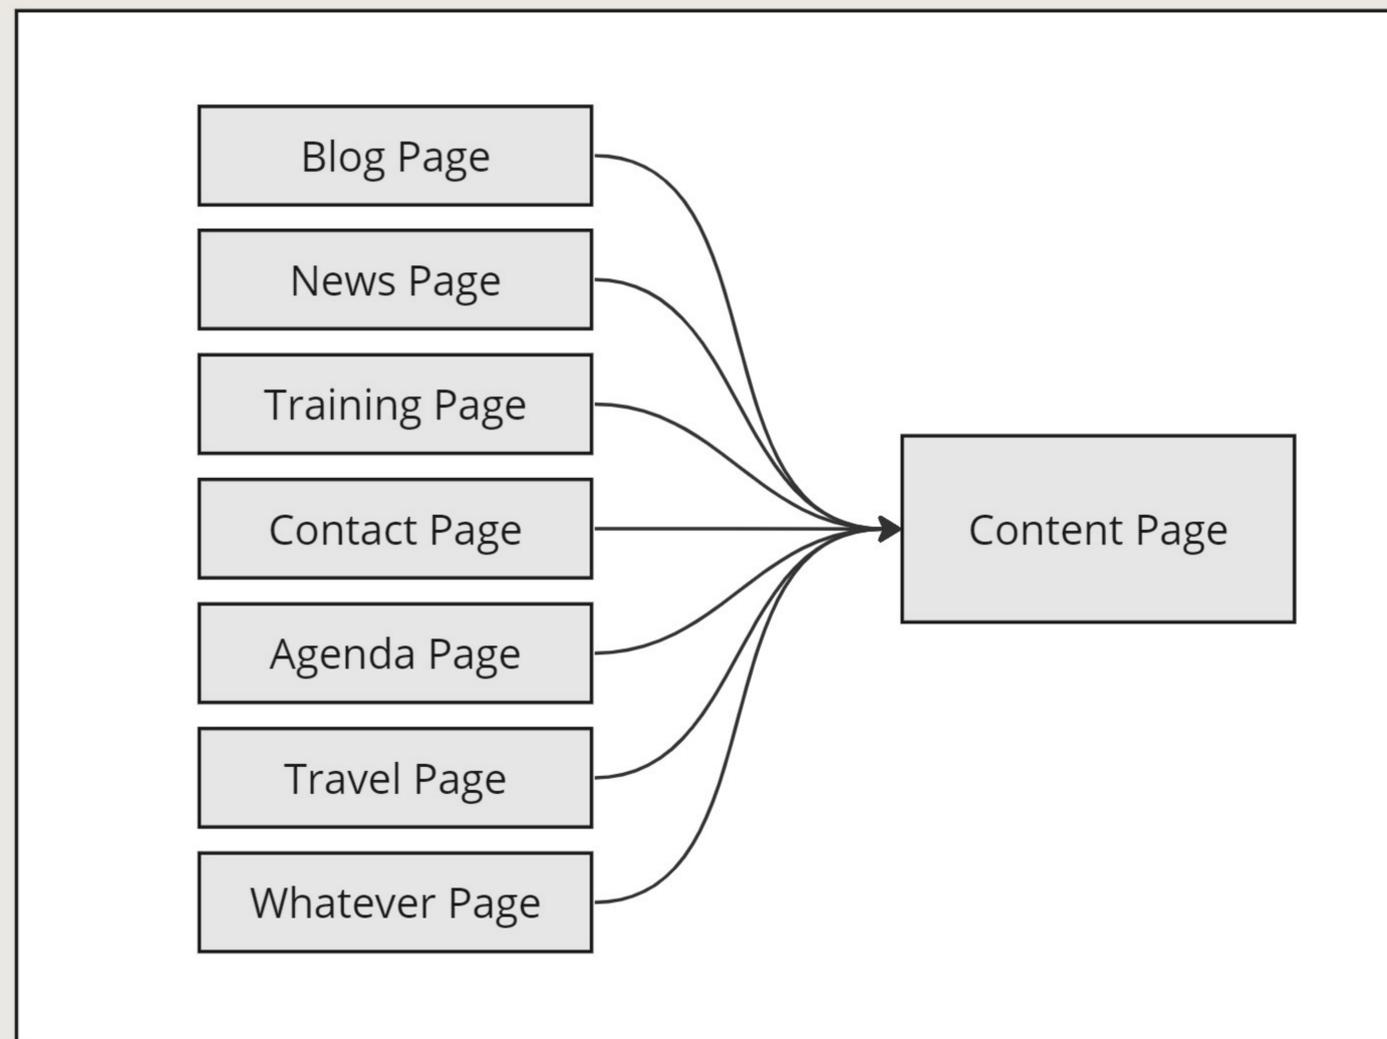 Blog Page
News Page
Training Page
Contact Page
Agenda Page
Travel Page
Whatever Page
Content Page